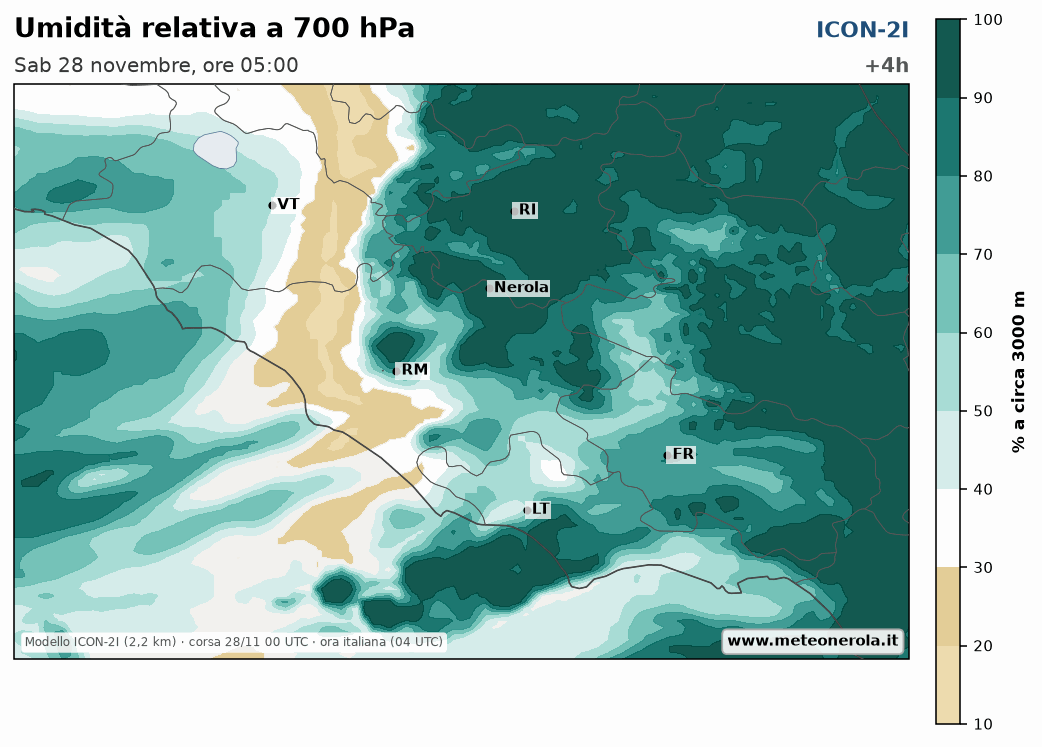 Umidità relativa a 700 hPa
ICON-2I
Sab 28 novembre, ore 05:00
+4h
100
90
80
70
60
50
40
30
20
10
% a circa 3000 m
VT
RI
Nerola
RM
FR
LT
Modello ICON-2I (2,2 km) · corsa 28/11 00 UTC · ora italiana (04 UTC)
www.meteonerola.it